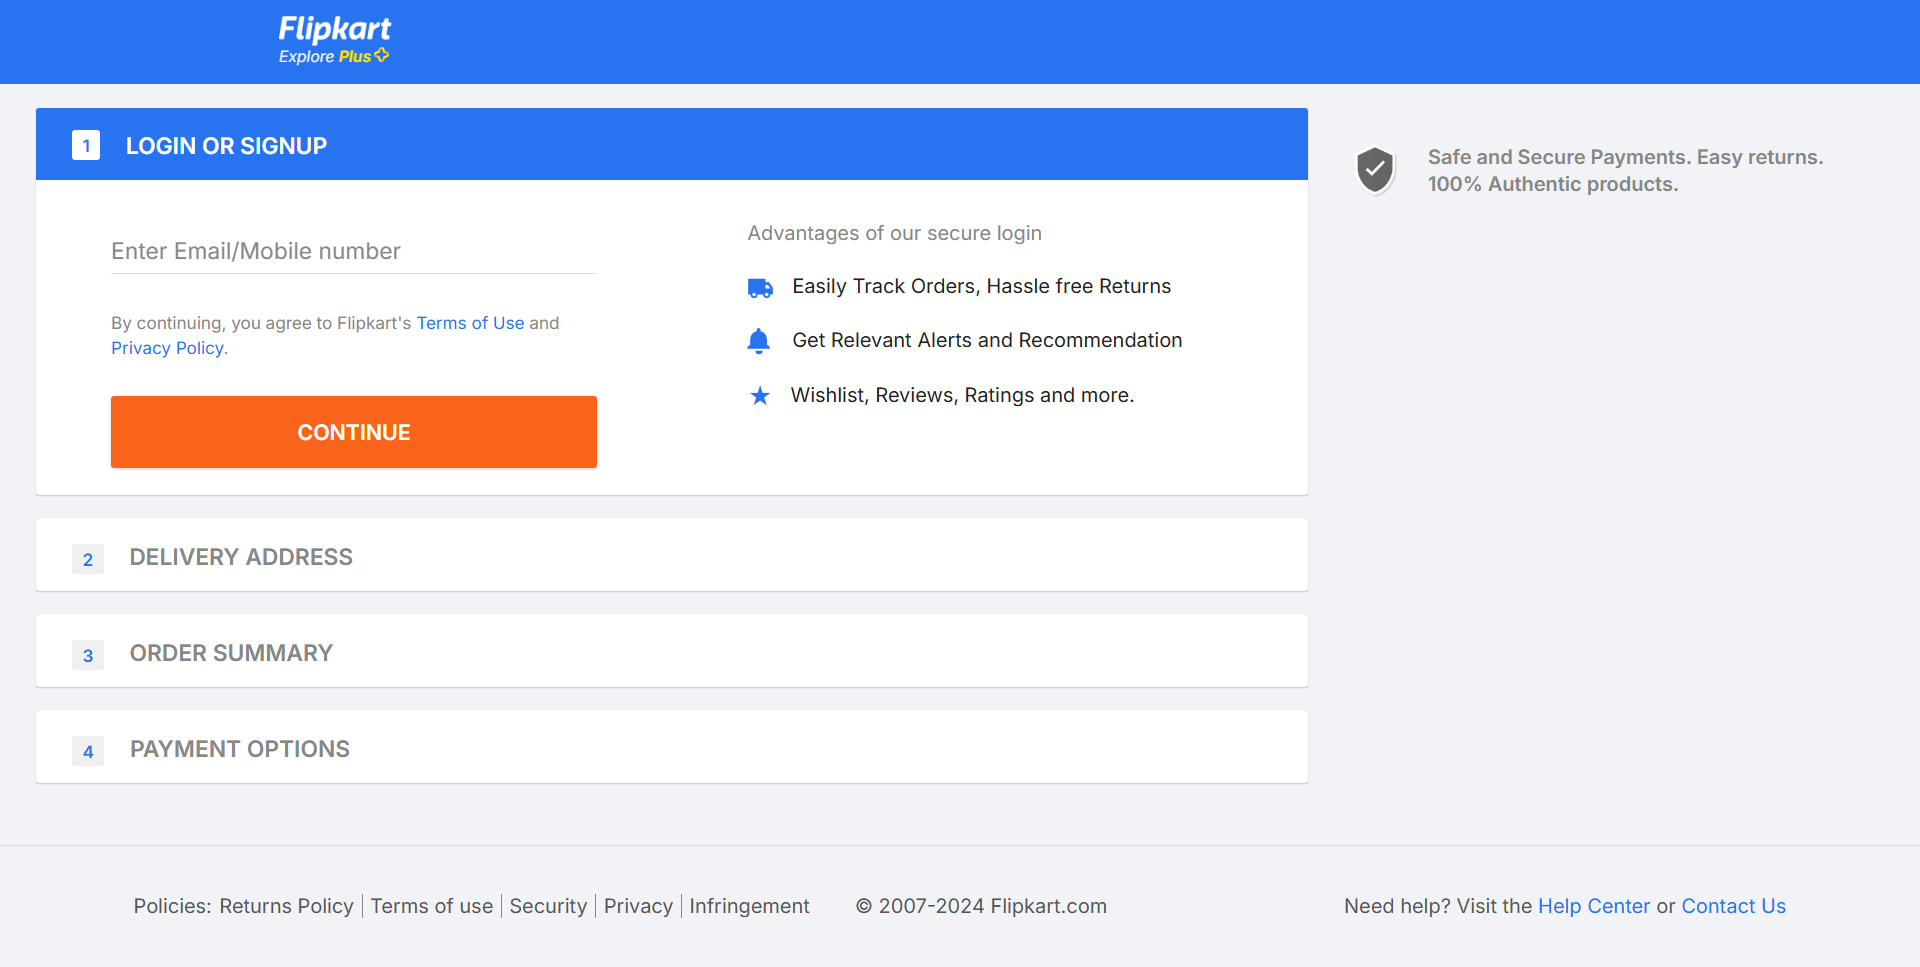 Flipkart
Explore Plus
1 LOGIN OR SIGNUP
Enter Email/Mobile number
By continuing, you agree to Flipkart's Terms of Use and
Privacy Policy.
CONTINUE
Advantages of our secure login
Easily Track Orders, Hassle free Returns
Get Relevant Alerts and Recommendation
Wishlist, Reviews, Ratings and more.
Safe and Secure Payments. Easy returns.
100% Authentic products.
2 DELIVERY ADDRESS
3 ORDER SUMMARY
4 PAYMENT OPTIONS
Policies: Returns Policy | Terms of use | Security | Privacy | Infringement © 2007-2024 Flipkart.com Need help? Visit the Help Center or Contact Us